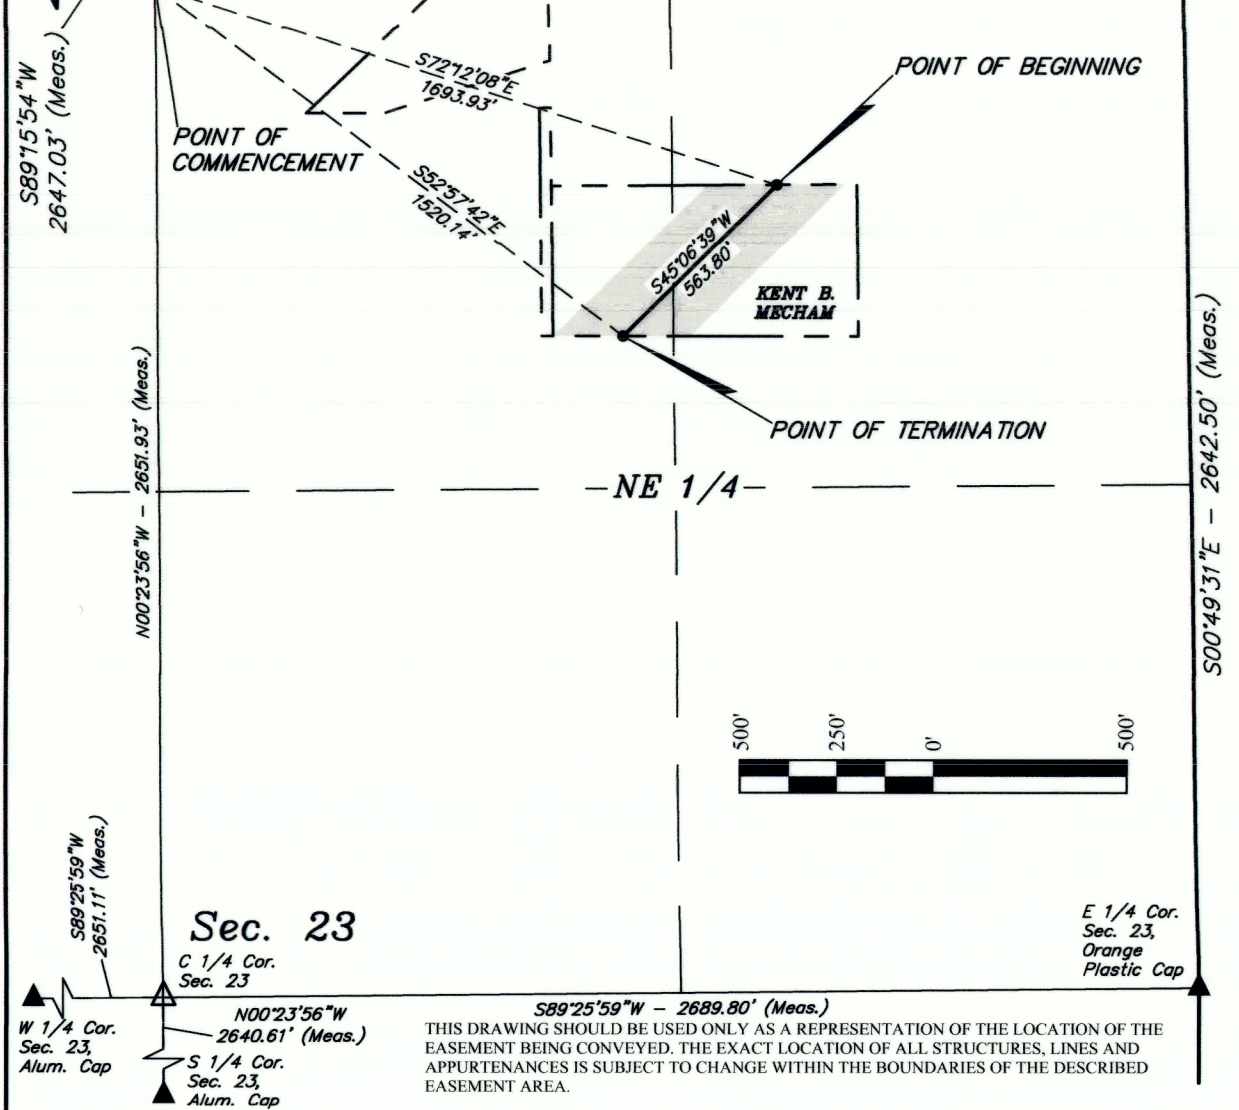 S89°15'54"W
2647.03' (Meas.)
POINT OF
COMMENCEMENT
S72°12'08"E
1693.93'
POINT OF BEGINNING
S52°57'42"E
1520.14'
S45°06'39"W
563.80'
KENT B.
MECHAM
POINT OF TERMINATION
N00°23'56"W - 2651.93' (Meas.)
NE 1/4
S00°49'31"E - 2642.50' (Meas.)
500'
250'
0'
500'
S89°25'59"W
2651.11' (Meas.)
Sec. 23
C 1/4 Cor.
Sec. 23
E 1/4 Cor.
Sec. 23,
Orange
Plastic Cap
W 1/4 Cor.
Sec. 23,
Alum. Cap
N00°23'56"W
2640.61' (Meas.)
S 1/4 Cor.
Sec. 23,
Alum. Cap
S89°25'59"W - 2689.80' (Meas.)
THIS DRAWING SHOULD BE USED ONLY AS A REPRESENTATION OF THE LOCATION OF THE
EASEMENT BEING CONVEYED. THE EXACT LOCATION OF ALL STRUCTURES, LINES AND
APPURTENANCES IS SUBJECT TO CHANGE WITHIN THE BOUNDARIES OF THE DESCRIBED
EASEMENT AREA.